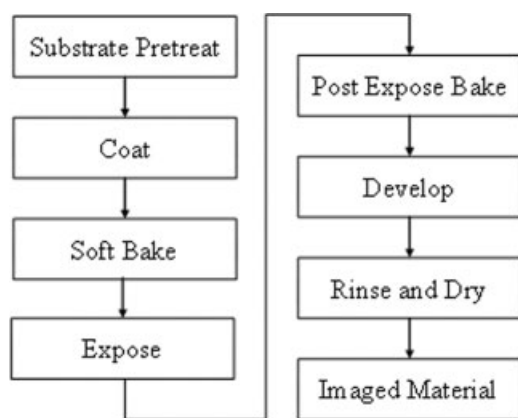 Substrate Pretreat
Coat
Soft Bake
Expose
Post Expose Bake
Develop
Rinse and Dry
Imaged Material